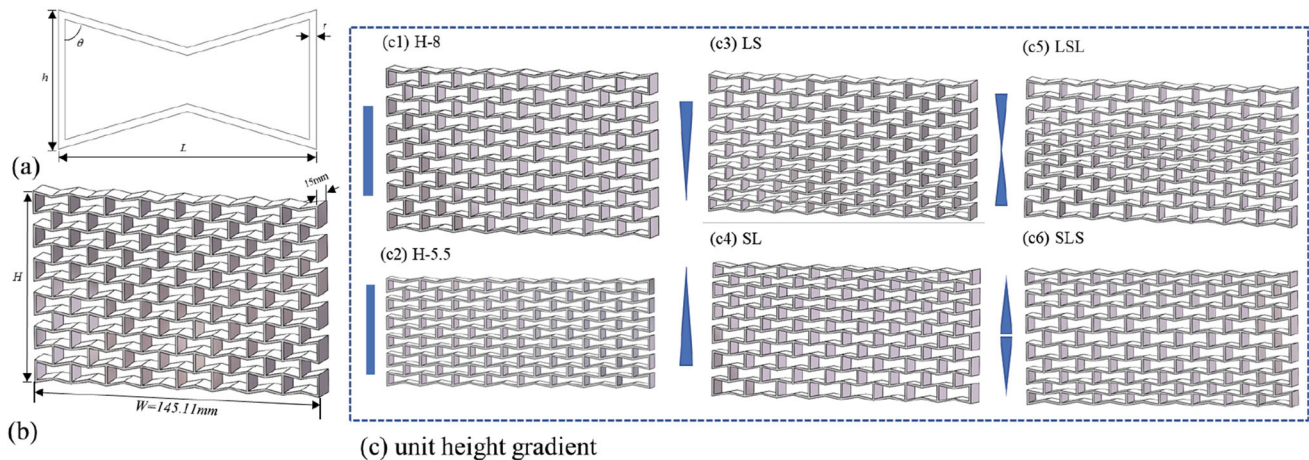 (a)
h
θ
t
L
(b)
15mm
H
W=145.11mm
(c1) H-8
(c3) LS
(c5) LSL
(c2) H-5.5
(c4) SL
(c6) SLS
(c) unit height gradient